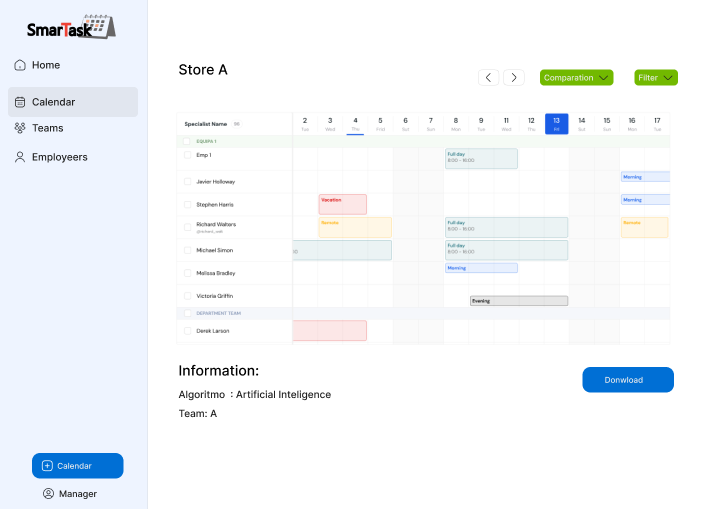 SmarTask
Home
Calendar
Teams
Employeers
Calendar
Manager
Store A
Comparation
Filter
Specialist Name
2 3 4 5 6 7 8 9 11 12 13 14 15 16 17
Tue Wed Thu Sat Sun Mon Tue Wed Thu Fri Sat Sun Mon Tue
EQUIPA 1
Emp 1
Full day
8:00 - 16:00
Javier Holloway
Morning
Stephen Harris
Vacation
Morning
Richard Walters
Remote
Full day
8:00 - 16:00
Remote
Michael Simon
Full day
8:00 - 16:00
Melissa Bradley
Morning
Victoria Griffin
Evening
DEPARTMENT TEAM
Derek Larson
Information:
Algoritmo : Artificial Inteligence
Team: A
Donwload